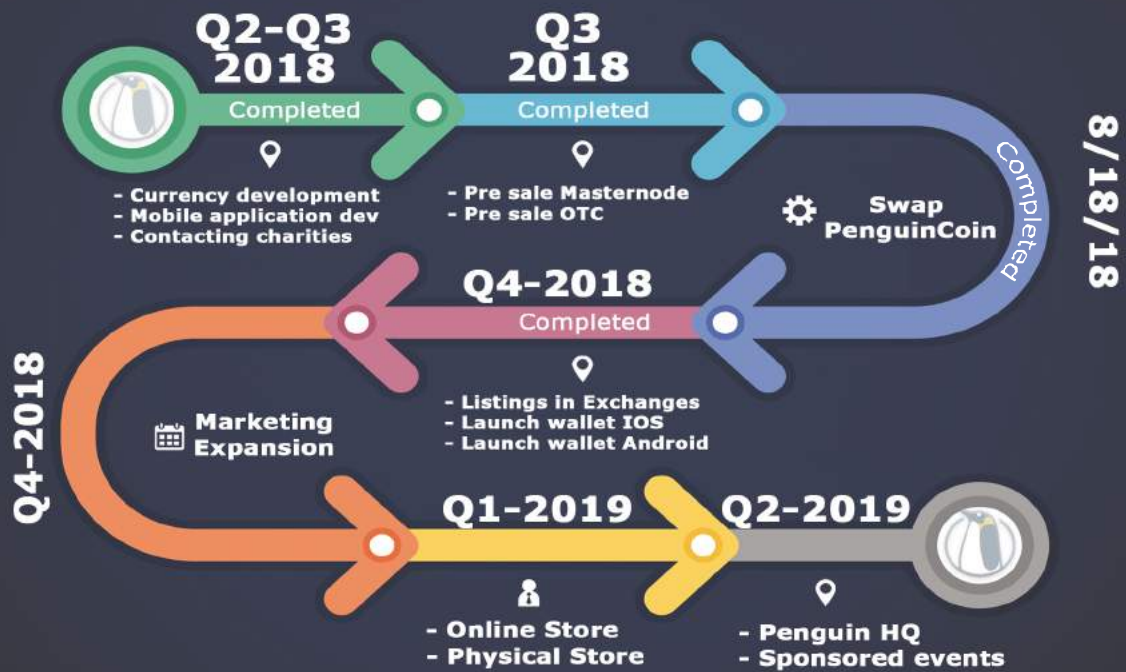 Q2-Q3
2018
Completed
- Currency development
- Mobile application dev
- Contacting charities
Q3
2018
Completed
- Pre sale Masternode
- Pre sale OTC
8/18/18
Completed
Swap
PenguinCoin
Q4-2018
Completed
- Listings in Exchanges
- Launch wallet IOS
- Launch wallet Android
Q4-2018
Marketing
Expansion
Q1-2019
- Online Store
- Physical Store
Q2-2019
- Penguin HQ
- Sponsored events